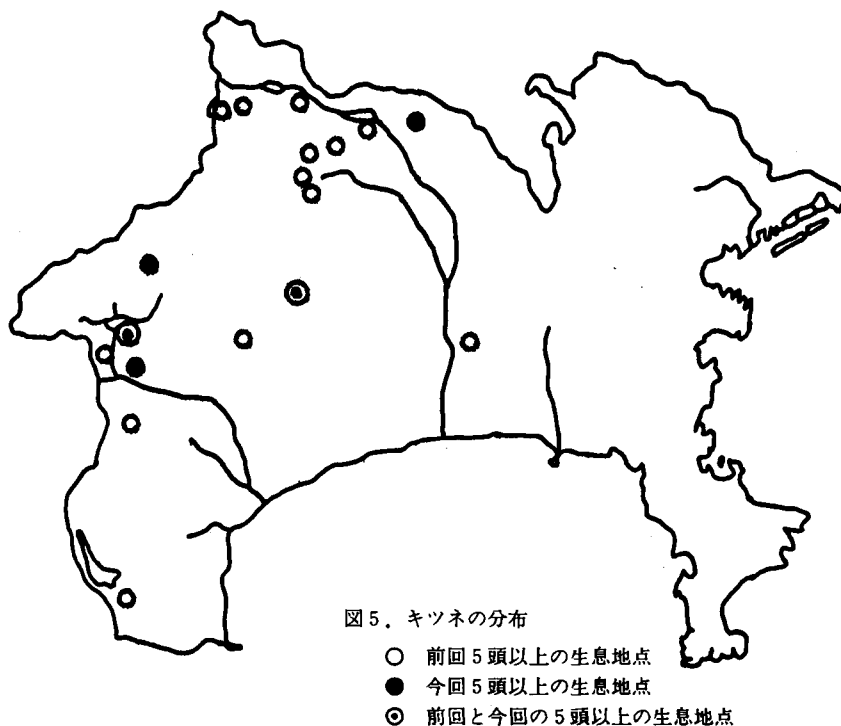 図5. キツネの分布
○ 前回5頭以上の生息地点
● 今回5頭以上の生息地点
◉ 前回と今回の5頭以上の生息地点